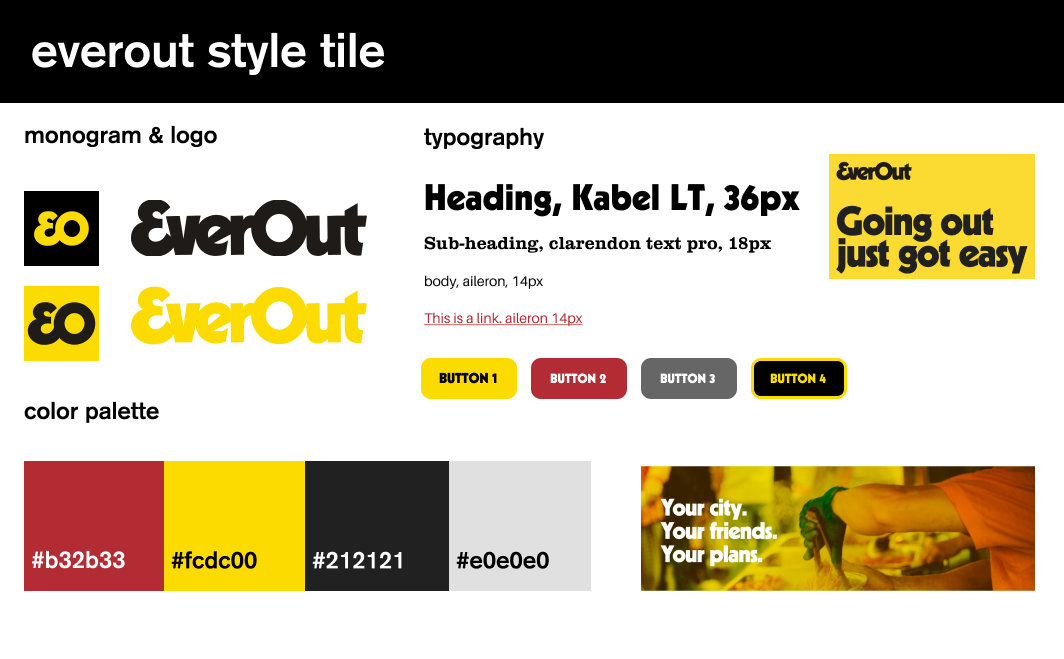 everout style tile
monogram & logo
EO
EverOut
EO
EverOut
typography
Heading, Kabel LT, 36px
Sub-heading, clarendon text pro, 18px
body, aileron, 14px
This is a link. aileron 14px
BUTTON 1
BUTTON 2
BUTTON 3
BUTTON 4
EverOut
Going out
just got easy
color palette
#b32b33
#fcdc00
#212121
#e0e0e0
Your city.
Your friends.
Your plans.